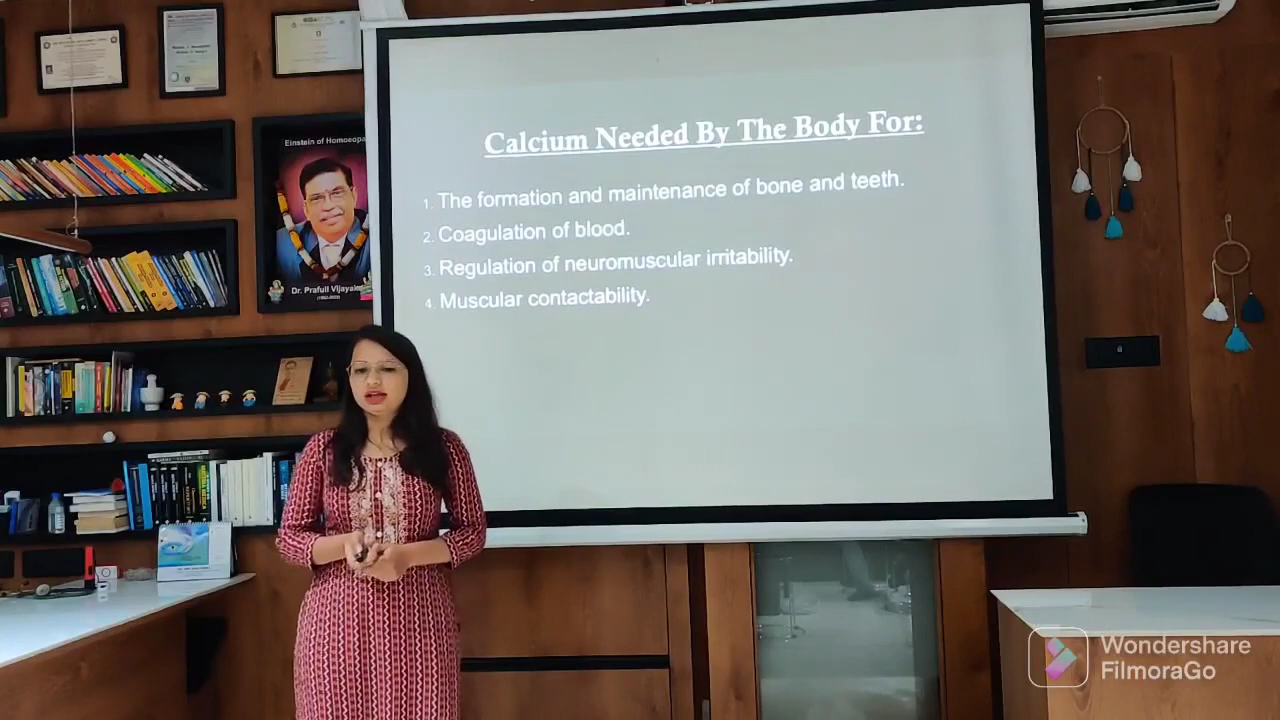 Calcium Needed By The Body For:
1. The formation and maintenance of bone and teeth.
2. Coagulation of blood.
3. Regulation of neuromuscular irritability.
4. Muscular contactability.
Einstein of Homoeopa
Dr. Prafull Vijayak
Wondershare
FilmoraGo